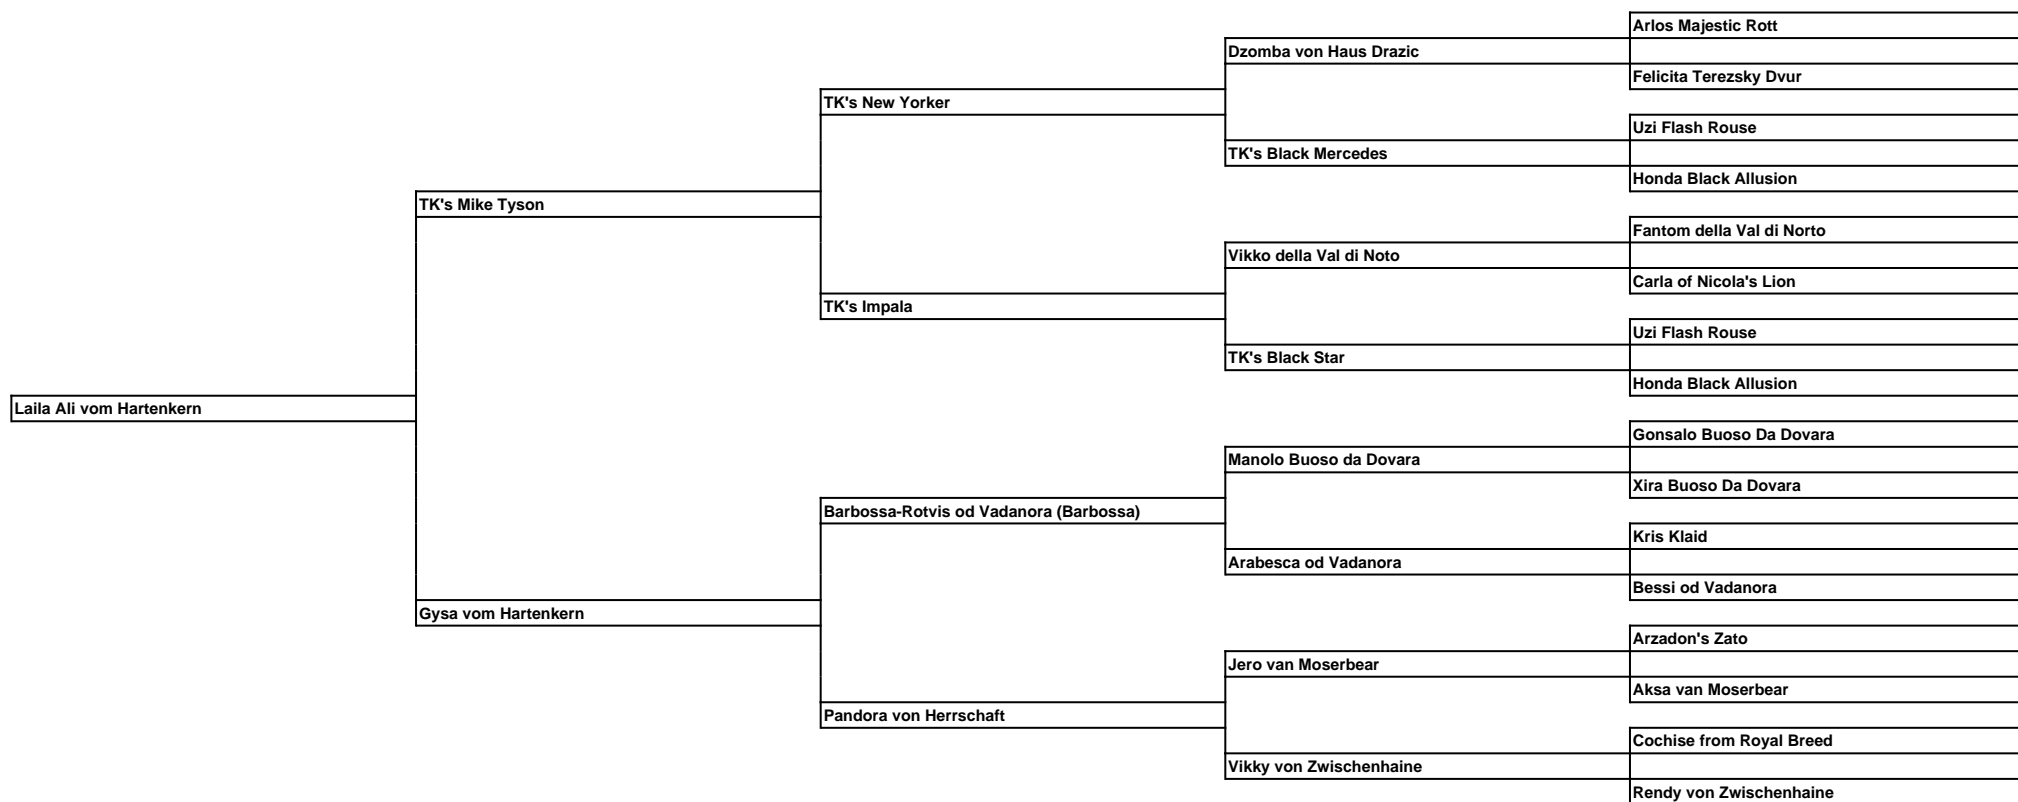 Arlos Majestic Rott
Dzomba von Haus Drazic
Felicita Terezsky Dvur
TK's New Yorker
Uzi Flash Rouse
TK's Black Mercedes
Honda Black Allusion
TK's Mike Tyson
Fantom della Val di Norto
Vikko della Val di Noto
Carla of Nicola's Lion
TK's Impala
Uzi Flash Rouse
TK's Black Star
Honda Black Allusion
Laila Ali vom Hartenkern
Gonsalo Buoso Da Dovara
Manolo Buoso da Dovara
Xira Buoso Da Dovara
Barbossa-Rotvis od Vadanora (Barbossa)
Kris Klaid
Arabesca od Vadanora
Bessi od Vadanora
Gysa vom Hartenkern
Arzadon's Zato
Jero van Moserbear
Aksa van Moserbear
Pandora von Herrschaft
Cochise from Royal Breed
Vikky von Zwischenhaine
Rendy von Zwischenhaine